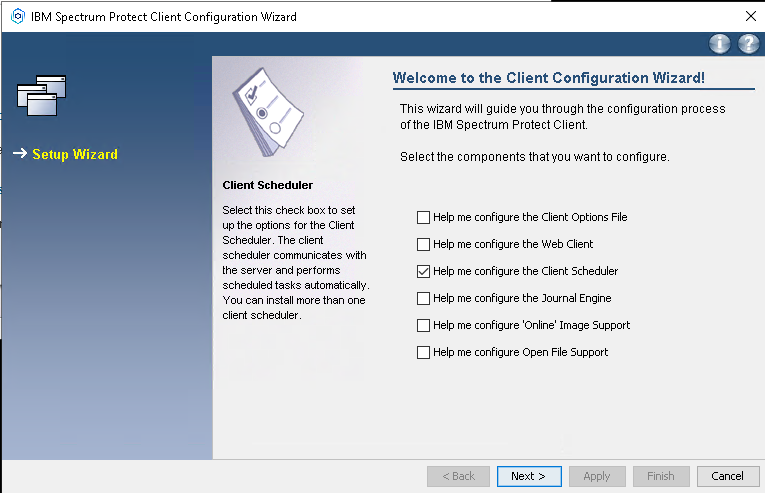 IBM Spectrum Protect Client Configuration Wizard
Setup Wizard
Client Scheduler
Select this check box to set
up the options for the Client
Scheduler. The client
scheduler communicates with
the server and performs
scheduled tasks automatically.
You can install more than one
client scheduler.
Welcome to the Client Configuration Wizard!
This wizard will guide you through the configuration process
of the IBM Spectrum Protect Client.
Select the components that you want to configure.
Help me configure the Client Options File
Help me configure the Web Client
Help me configure the Client Scheduler
Help me configure the Journal Engine
Help me configure 'Online' Image Support
Help me configure Open File Support
< Back
Next >
Apply
Finish
Cancel